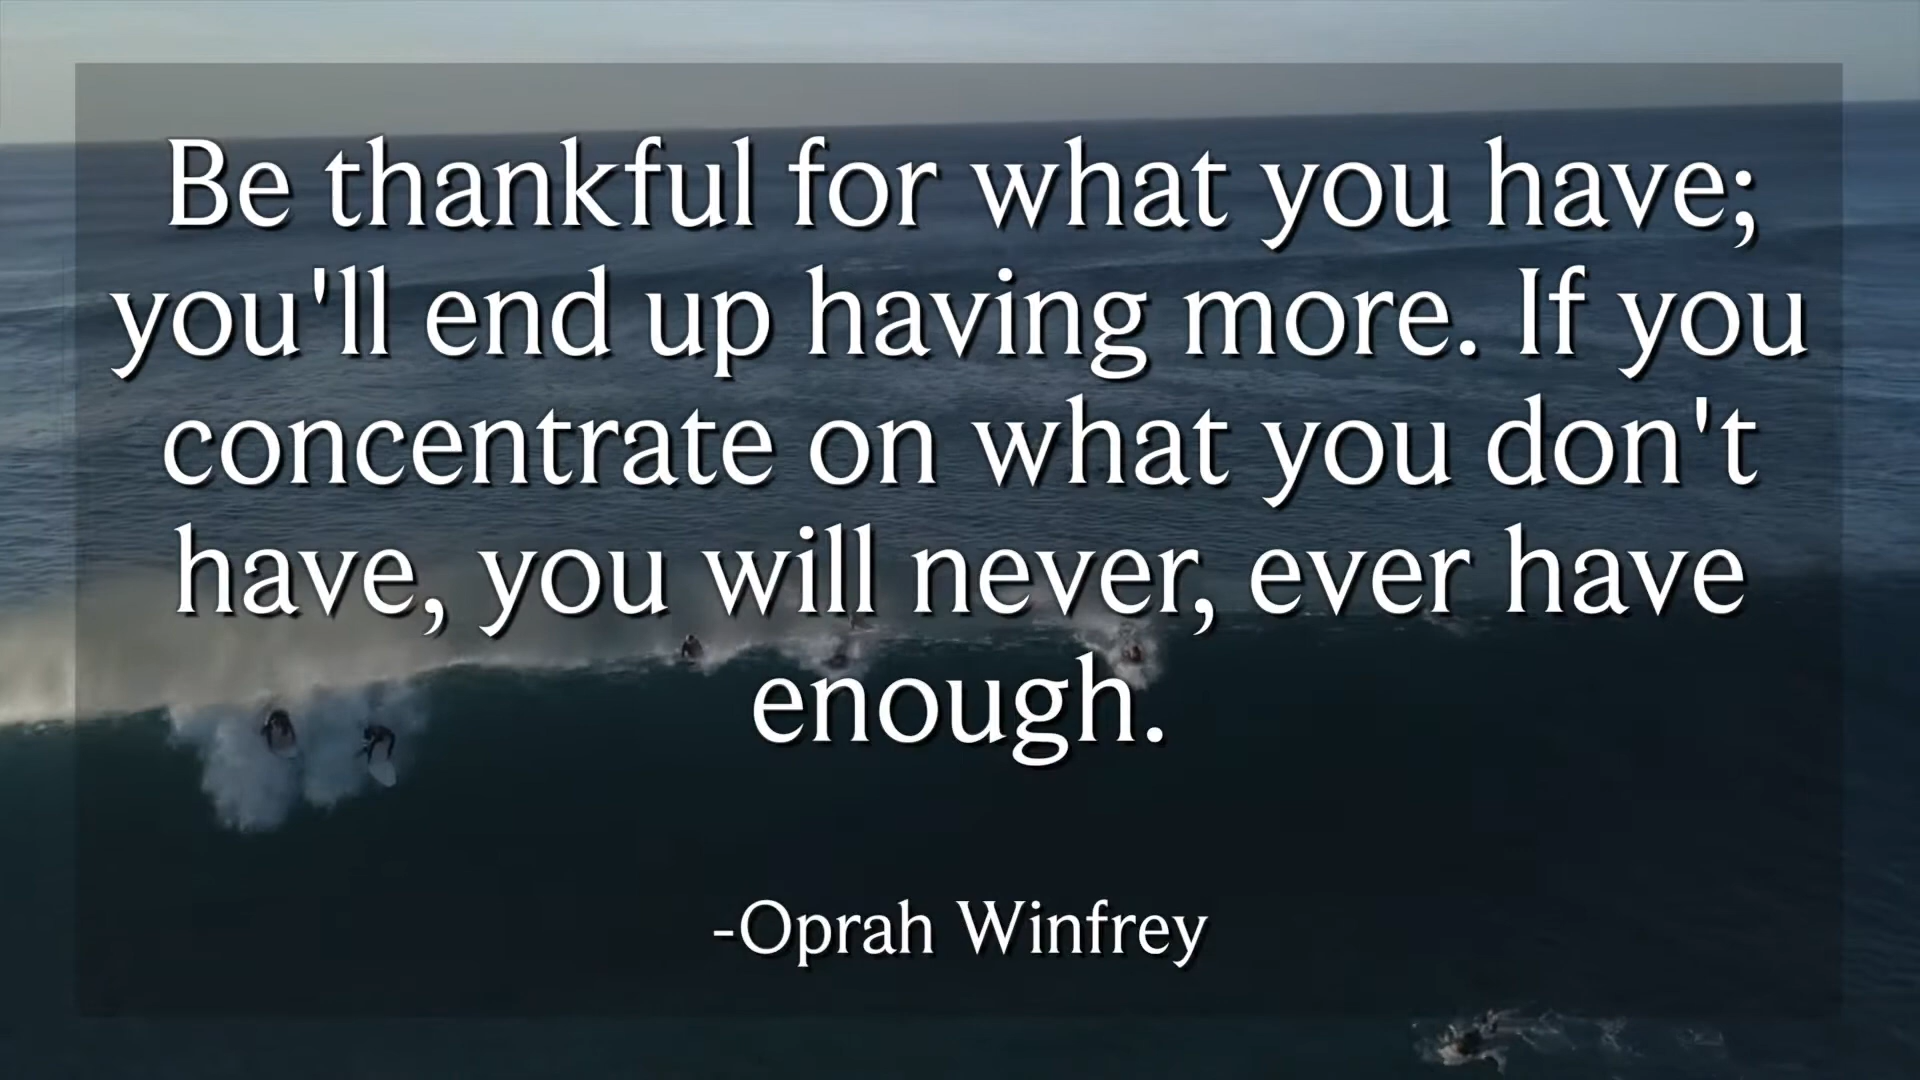 Be thankful for what you have;
you'll end up having more. If you
concentrate on what you don't
have, you will never, ever have
enough.
-Oprah Winfrey